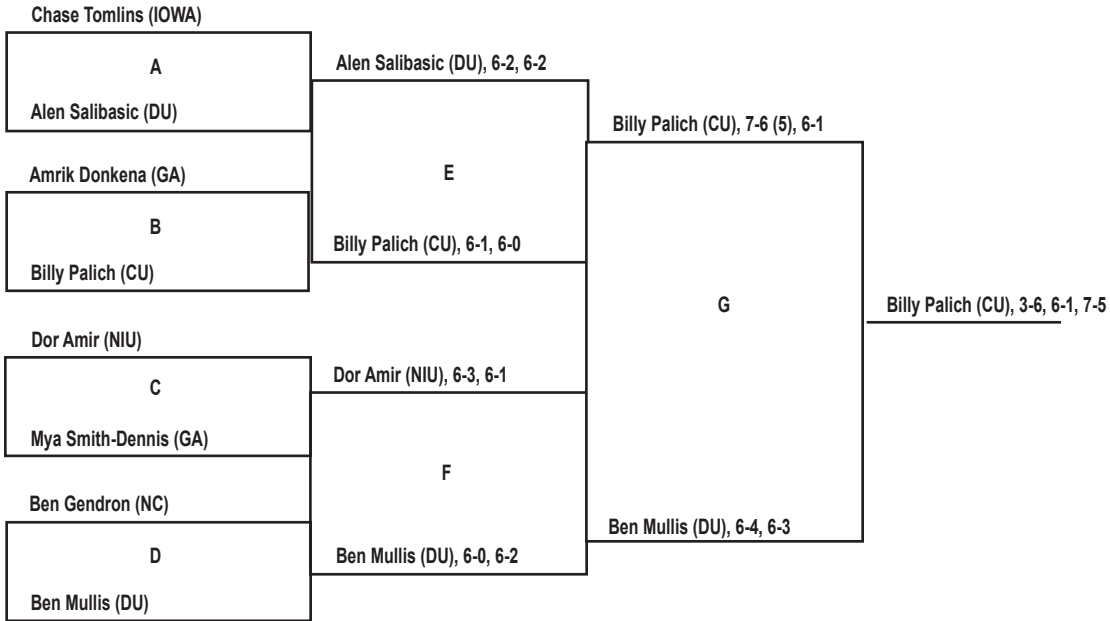 Chase Tomlins (IOWA)
A
Alen Salibasic (DU)
Amrik Donkena (GA)
B
Billy Palich (CU)
Dor Amir (NIU)
C
Mya Smith-Dennis (GA)
Ben Gendron (NC)
D
Ben Mullis (DU)
Alen Salibasic (DU), 6-2, 6-2
E
Billy Palich (CU), 6-1, 6-0
Dor Amir (NIU), 6-3, 6-1
F
Ben Mullis (DU), 6-0, 6-2
Billy Palich (CU), 7-6 (5), 6-1
G
Ben Mullis (DU), 6-4, 6-3
Billy Palich (CU), 3-6, 6-1, 7-5